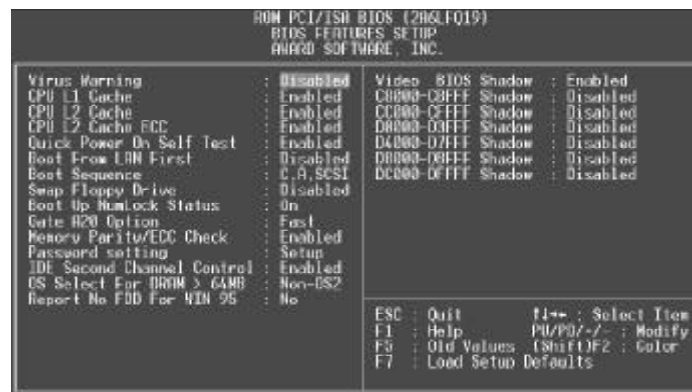 ROM PCI/ISA BIOS (2A6LFQ19)
BIOS FEATURES SETUP
AWARD SOFTWARE, INC.
Virus Warning : Disabled
CPU L1 Cache : Enabled
CPU L2 Cache : Enabled
CPU L2 Cache ECC : Enabled
Quick Power On Self Test : Enabled
Boot From LAN First : Disabled
Boot Sequence : C,A,SCSI
Swap Floppy Drive : Disabled
Boot Up NumLock Status : On
Gate A20 Option : Fast
Memory Parity/ECC Check : Enabled
Password setting : Setup
IDE Second Channel Control : Enabled
OS Select For DRAM > 64MB : Non-OS2
Report No FDD For WIN 95 : No
Video BIOS Shadow : Enabled
C8000-CBFFF Shadow : Disabled
CC000-CFFFF Shadow : Disabled
D0000-D3FFF Shadow : Disabled
D4000-D7FFF Shadow : Disabled
D8000-DBFFF Shadow : Disabled
DC000-DFFFF Shadow : Disabled
ESC : Quit ↑↓→← : Select Item
F1 : Help PU/PD/+/- : Modify
F5 : Old Values (Shift)F2 : Color
F7 : Load Setup Defaults